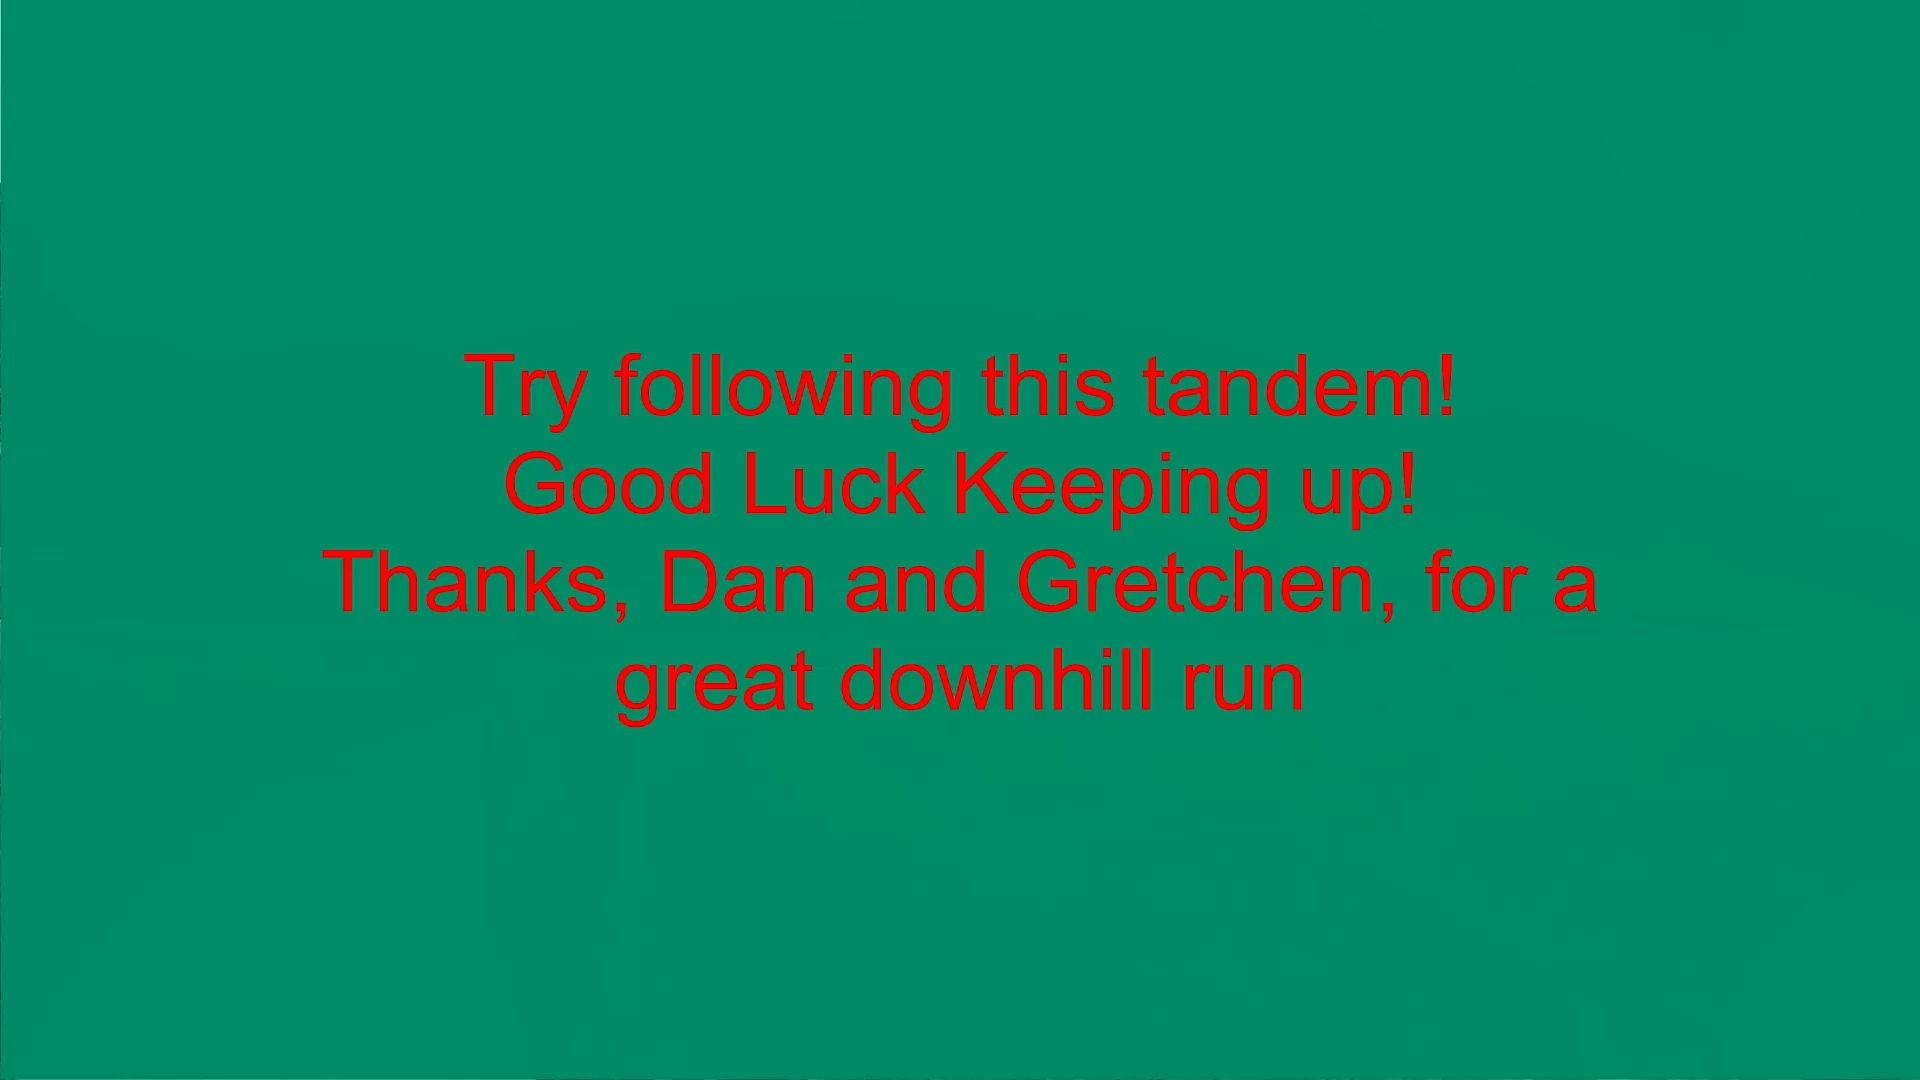 Try following this tandem!
Good Luck Keeping up!
Thanks, Dan and Gretchen, for a
great downhill run